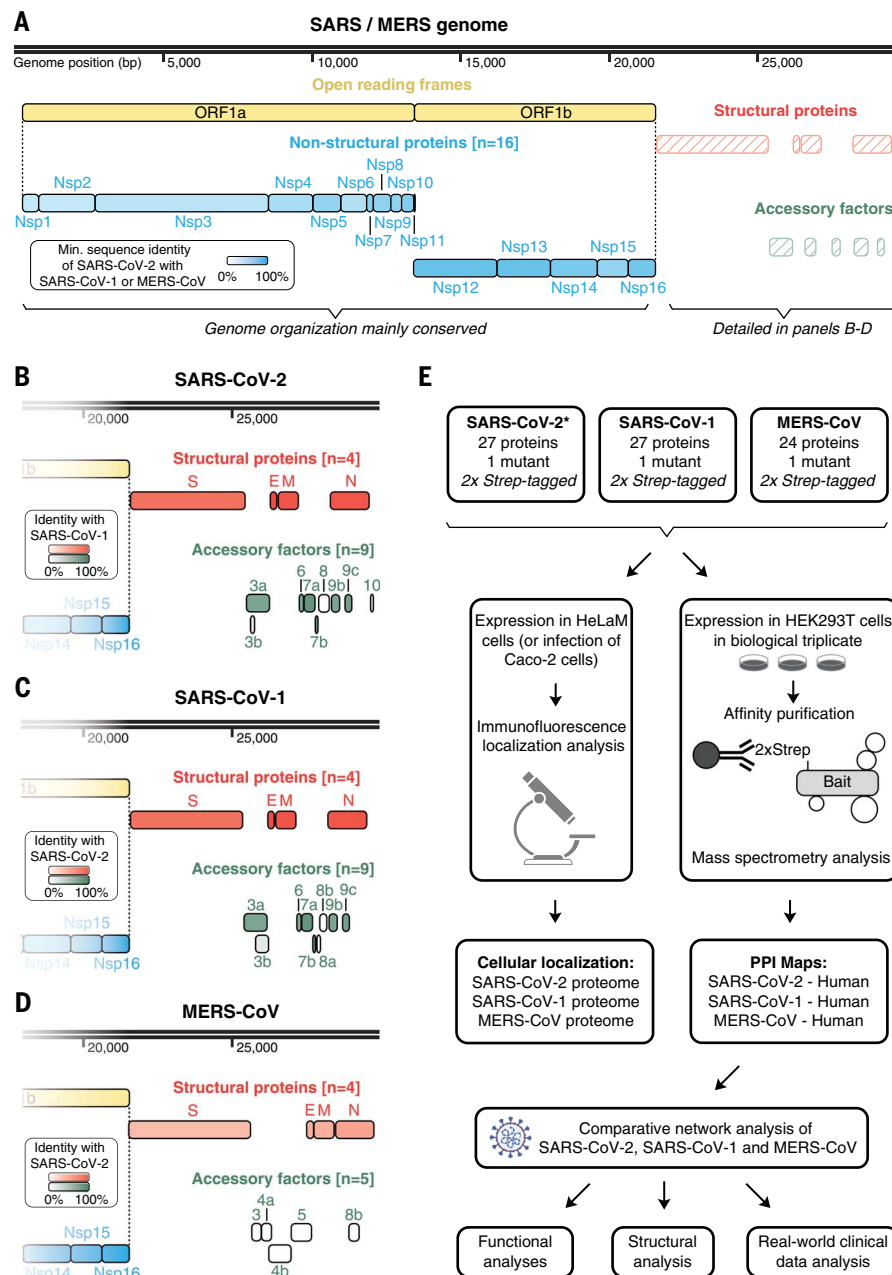 A
SARS / MERS genome
Genome position (bp)
5,000
10,000
15,000
20,000
25,000
Open reading frames
ORF1a
ORF1b
Structural proteins
Non-structural proteins [n=16]
Nsp8
Nsp2
Nsp4
Nsp6
Nsp10
Nsp1
Nsp3
Nsp5
Nsp9
Nsp7
Nsp11
Accessory factors
Min. sequence identity
of SARS-CoV-2 with
SARS-CoV-1 or MERS-CoV
0%
100%
Nsp13
Nsp15
Nsp12
Nsp14
Nsp16
Genome organization mainly conserved
Detailed in panels B-D
B
SARS-CoV-2
20,000
25,000
Structural proteins [n=4]
1b
S
E
M
N
Identity with
SARS-CoV-1
0%
100%
Accessory factors [n=9]
6
8
9c
3a
7a
9b
10
3b
7b
Nsp15
Nsp14
Nsp16
C
SARS-CoV-1
20,000
25,000
Structural proteins [n=4]
1b
S
E
M
N
Identity with
SARS-CoV-2
0%
100%
Accessory factors [n=9]
6
8b
9c
3a
7a
9b
3b
7b
8a
Nsp15
Nsp14
Nsp16
D
MERS-CoV
20,000
25,000
Structural proteins [n=4]
1b
S
E
M
N
Identity with
SARS-CoV-2
0%
100%
Accessory factors [n=5]
4a
3
5
8b
4b
Nsp15
Nsp14
Nsp16
E
SARS-CoV-2*
27 proteins
1 mutant
2x Strep-tagged
SARS-CoV-1
27 proteins
1 mutant
2x Strep-tagged
MERS-CoV
24 proteins
1 mutant
2x Strep-tagged
Expression in HeLaM
cells (or infection of
Caco-2 cells)
Immunofluorescence
localization analysis
Expression in HEK293T cells
in biological triplicate
Affinity purification
2xStrep
Bait
Mass spectrometry analysis
Cellular localization:
SARS-CoV-2 proteome
SARS-CoV-1 proteome
MERS-CoV proteome
PPI Maps:
SARS-CoV-2 - Human
SARS-CoV-1 - Human
MERS-CoV - Human
Comparative network analysis of
SARS-CoV-2, SARS-CoV-1 and MERS-CoV
Functional
analyses
Structural
analysis
Real-world clinical
data analysis